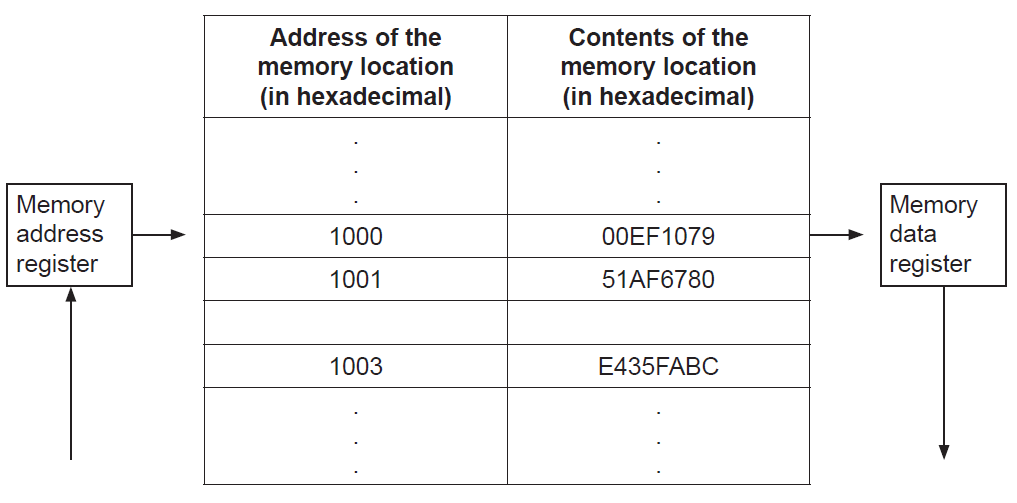 Address of the
memory location
(in hexadecimal)
Contents of the
memory location
(in hexadecimal)
. .
. .
. .
Memory
address
register
1000 00EF1079
1001 51AF6780
1003 E435FABC
. .
. .
. .
Memory
data
register